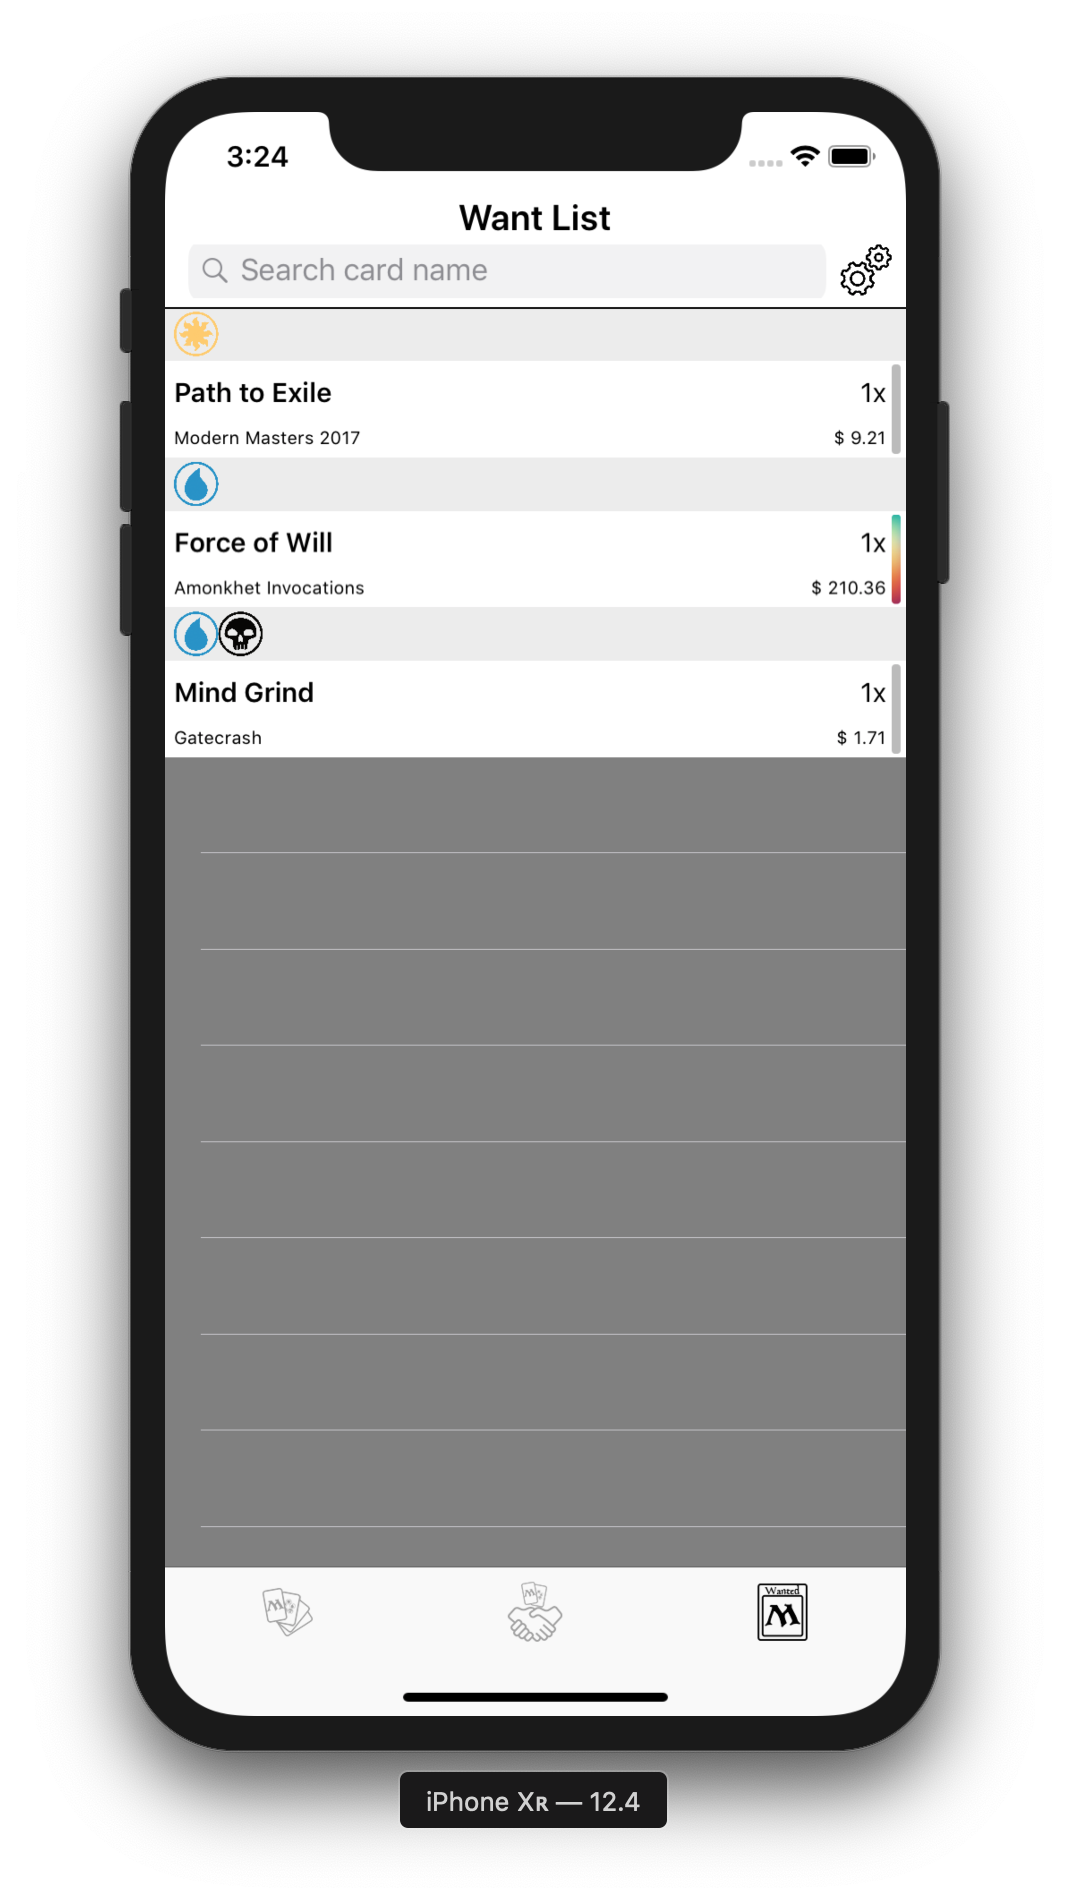 3:24
Want List
Search card name
Path to Exile 1x
Modern Masters 2017 $ 9.21
Force of Will 1x
Amonkhet Invocations $ 210.36
Mind Grind 1x
Gatecrash $ 1.71
Wanted
M
iPhone Xʀ — 12.4